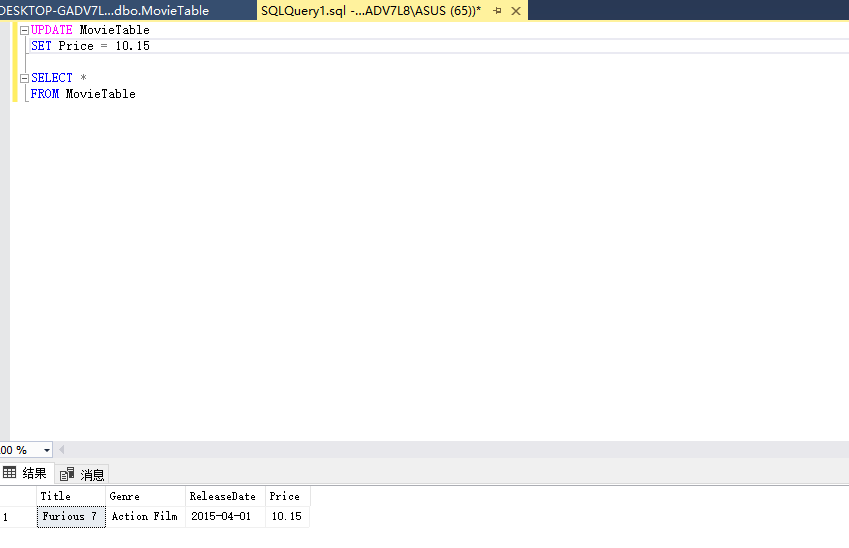 DESKTOP-GADV7L...dbo.MovieTable
SQLQuery1.sql -...ADV7L8\ASUS (65))*
UPDATE MovieTable
SET Price = 10.15
SELECT *
FROM MovieTable
00 %
结果
消息
Title Genre ReleaseDate Price
1 Furious 7 Action Film 2015-04-01 10.15